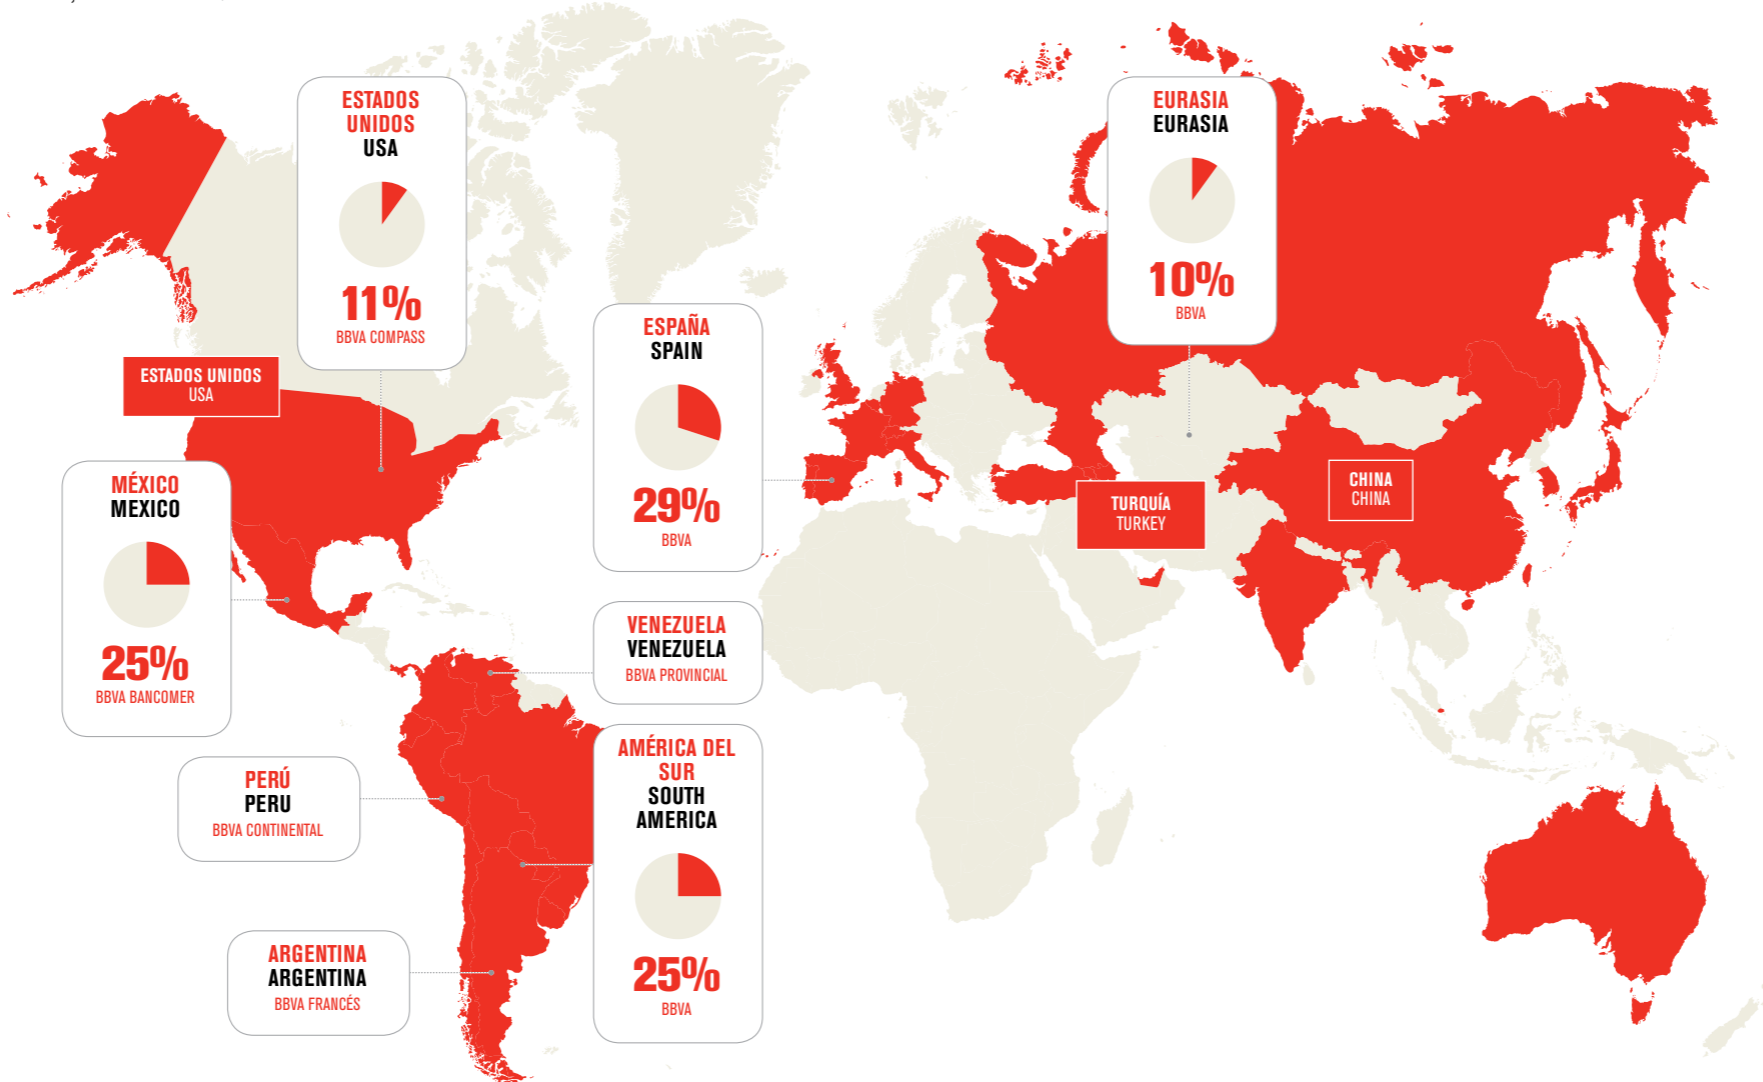 ESTADOS
UNIDOS
USA
11%
BBVA COMPASS
EURASIA
EURASIA
10%
BBVA
ESPAÑA
SPAIN
29%
BBVA
ESTADOS UNIDOS
USA
MÉXICO
MEXICO
25%
BBVA BANCOMER
TURQUÍA
TURKEY
CHINA
CHINA
VENEZUELA
VENEZUELA
BBVA PROVINCIAL
AMÉRICA DEL
SUR
SOUTH
AMERICA
25%
BBVA
PERÚ
PERU
BBVA CONTINENTAL
ARGENTINA
ARGENTINA
BBVA FRANCÉS